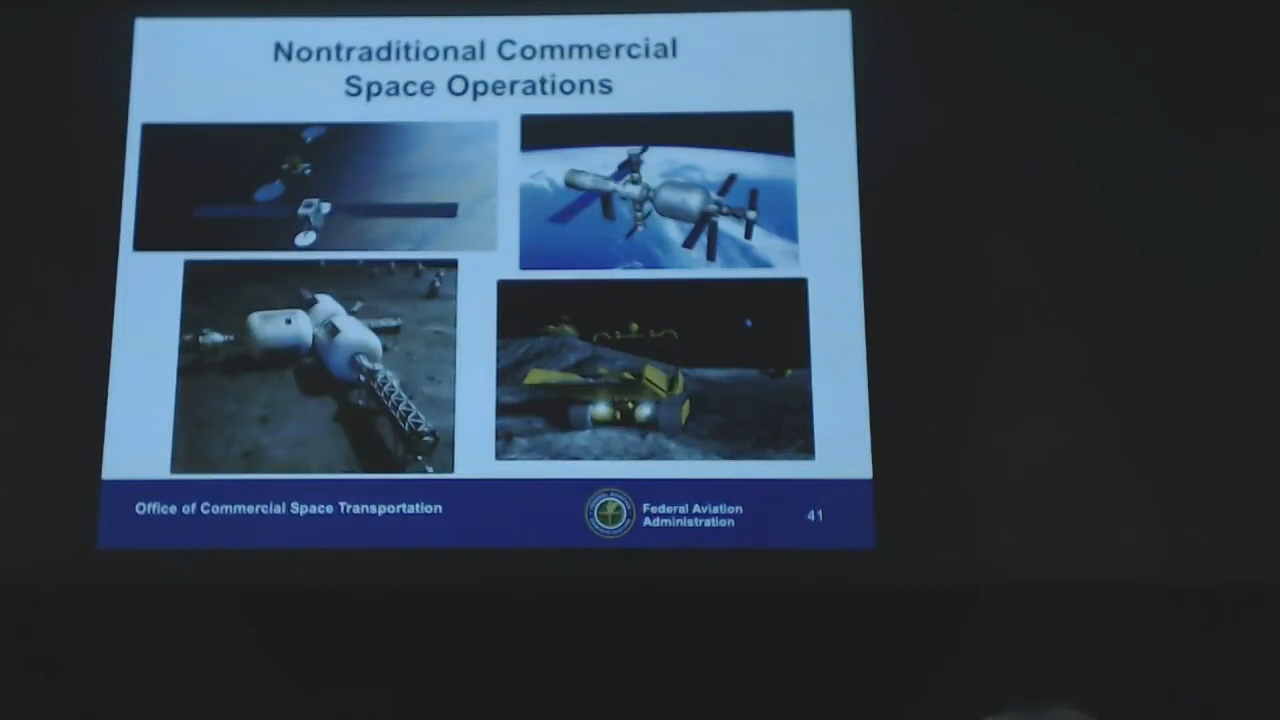 Nontraditional Commercial
Space Operations
Office of Commercial Space Transportation
Federal Aviation
Administration
41